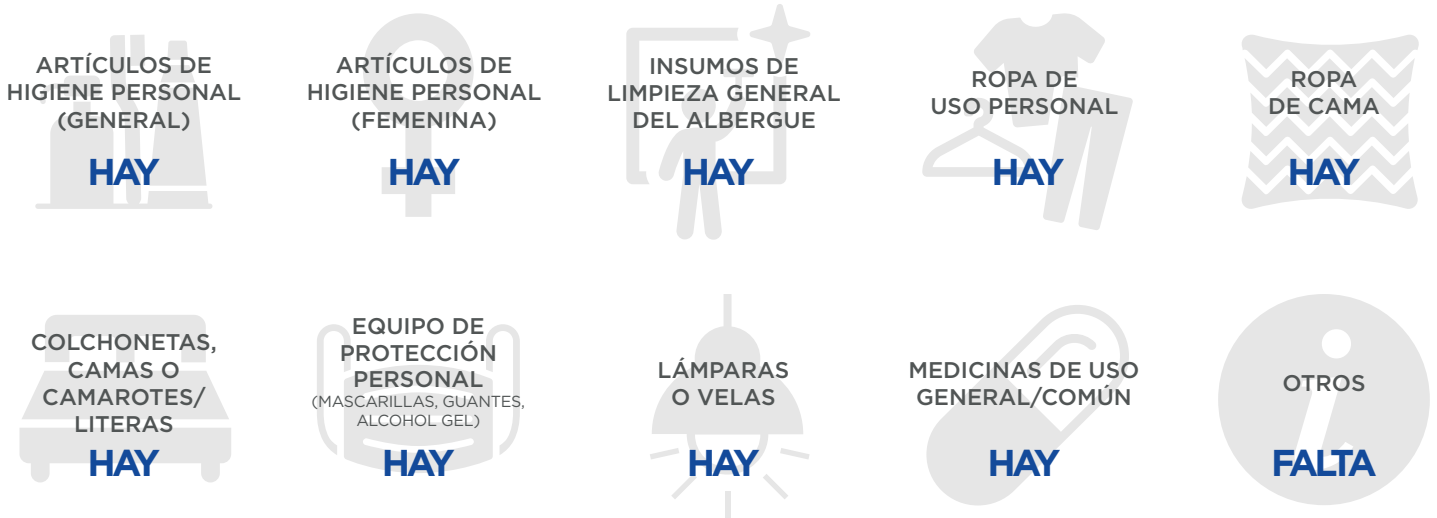 ARTÍCULOS DE
HIGIENE PERSONAL
(GENERAL)
HAY
ARTÍCULOS DE
HIGIENE PERSONAL
(FEMENINA)
HAY
INSUMOS DE
LIMPIEZA GENERAL
DEL ALBERGUE
HAY
ROPA DE
USO PERSONAL
HAY
ROPA
DE CAMA
HAY
COLCHONETAS,
CAMAS O
CAMAROTES/
LITERAS
HAY
EQUIPO DE
PROTECCIÓN
PERSONAL
(MASCARILLAS, GUANTES,
ALCOHOL GEL)
HAY
LÁMPARAS
O VELAS
HAY
MEDICINAS DE USO
GENERAL/COMÚN
HAY
OTROS
FALTA